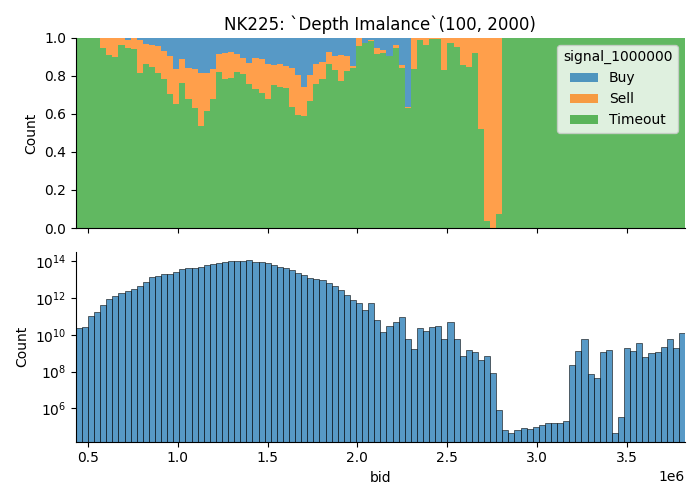 NK225: `Depth Imalance`(100, 2000)
1.0
0.8
0.6
0.4
0.2
0.0
Count
signal_1000000
Buy
Sell
Timeout
10^14
10^12
10^10
10^8
10^6
Count
0.5 1.0 1.5 2.0 2.5 3.0 3.5
1e6
bid